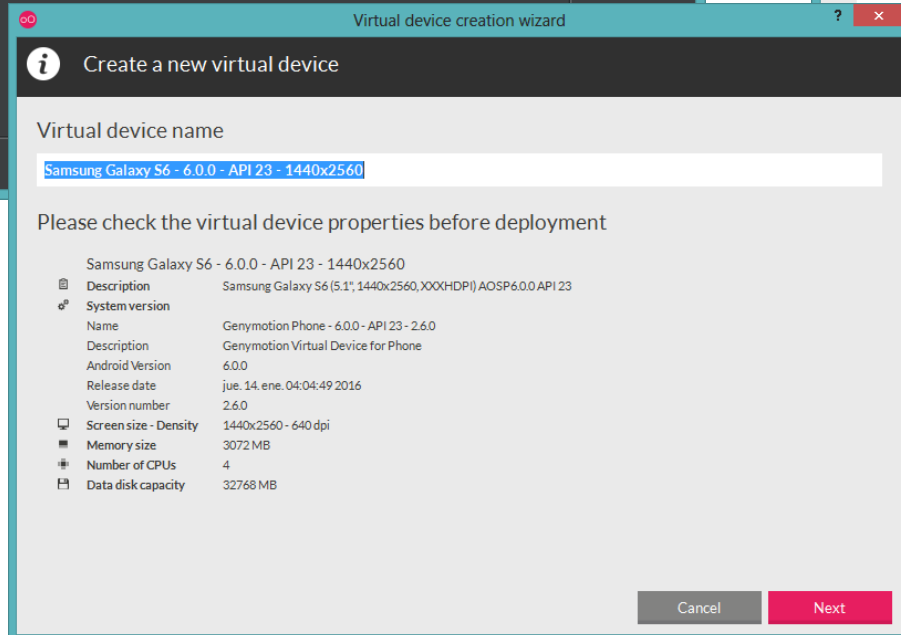 Virtual device creation wizard
?
Create a new virtual device
Virtual device name
Samsung Galaxy S6 - 6.0.0 - API 23 - 1440x2560
Please check the virtual device properties before deployment
Samsung Galaxy S6 - 6.0.0 - API 23 - 1440x2560
Description Samsung Galaxy S6 (5.1", 1440x2560, XXXHDPI) AOSP6.0.0 API 23
System version
Name Genymotion Phone - 6.0.0 - API 23 - 2.6.0
Description Genymotion Virtual Device for Phone
Android Version 6.0.0
Release date jue. 14. ene. 04:04:49 2016
Version number 2.6.0
Screen size - Density 1440x2560 - 640 dpi
Memory size 3072 MB
Number of CPUs 4
Data disk capacity 32768 MB
Cancel Next